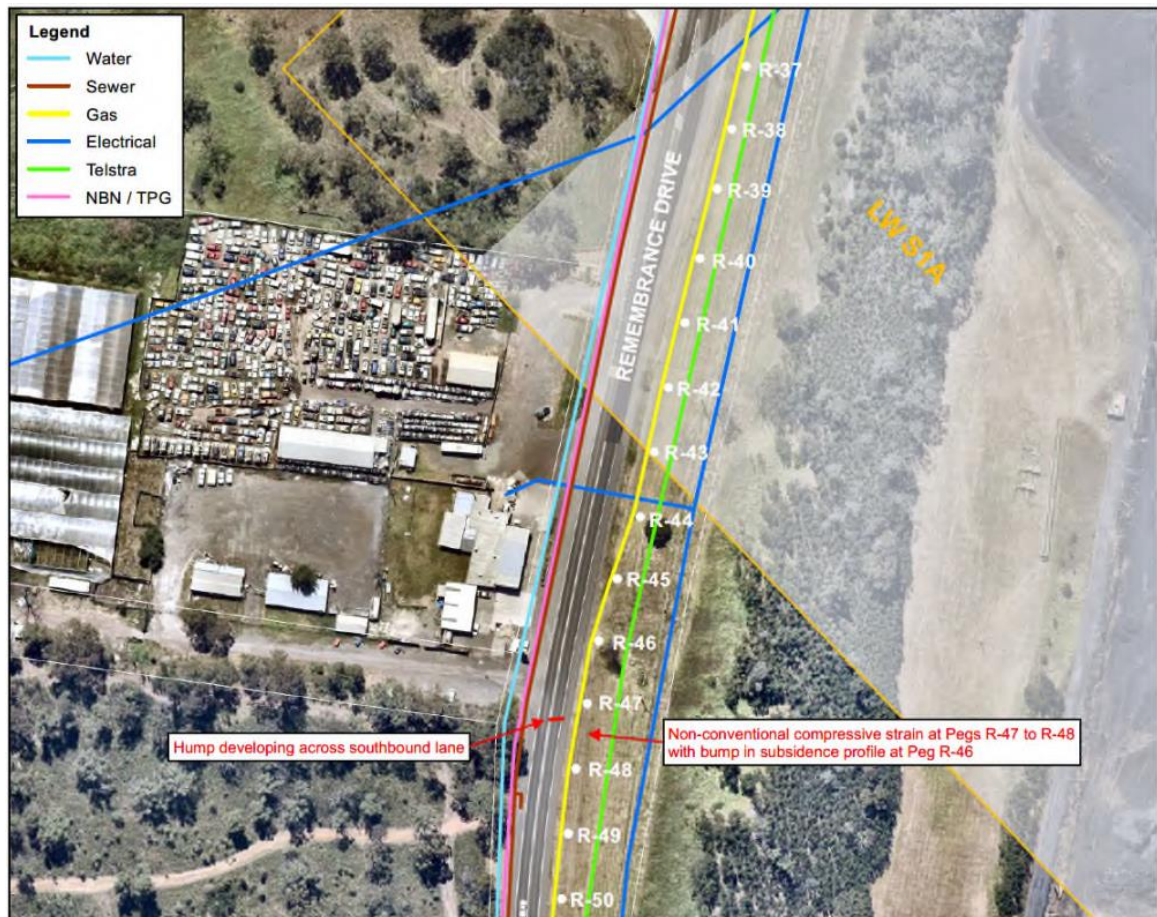 Legend
Water
Sewer
Gas
Electrical
Telstra
NBN / TPG
R-37
R-38
REMEMBRANCE DRIVE
R-39
LW S1A
R-40
R-41
R-42
R-43
R-44
R-45
R-46
R-47
Hump developing across southbound lane
Non-conventional compressive strain at Pegs R-47 to R-48
with bump in subsidence profile at Peg R-46
R-48
R-49
R-50